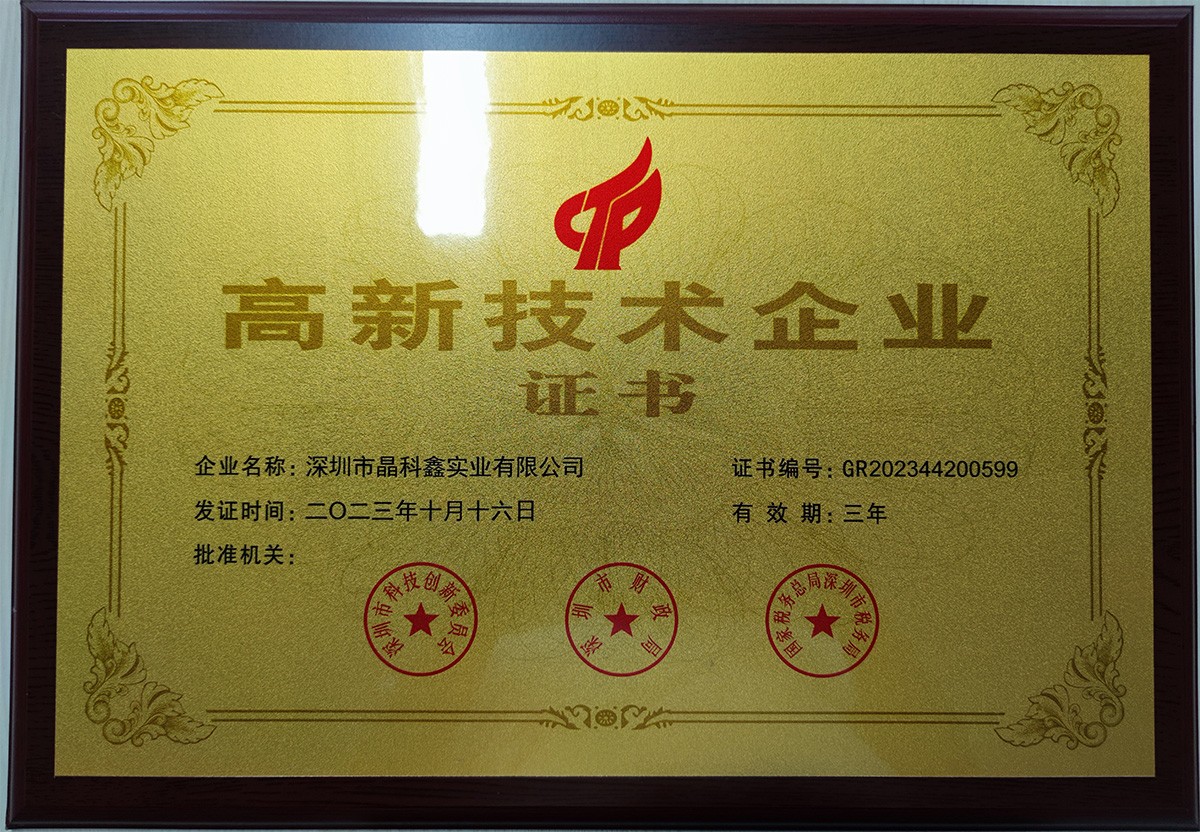 高新技术企业
证书
企业名称：深圳市晶科鑫实业有限公司
证书编号：GR202344200599
发证时间：二〇二三年十月十六日
有 效 期：三年
批准机关：
深圳市科技创新委员会
深圳市财政局
国家税务总局深圳市税务局